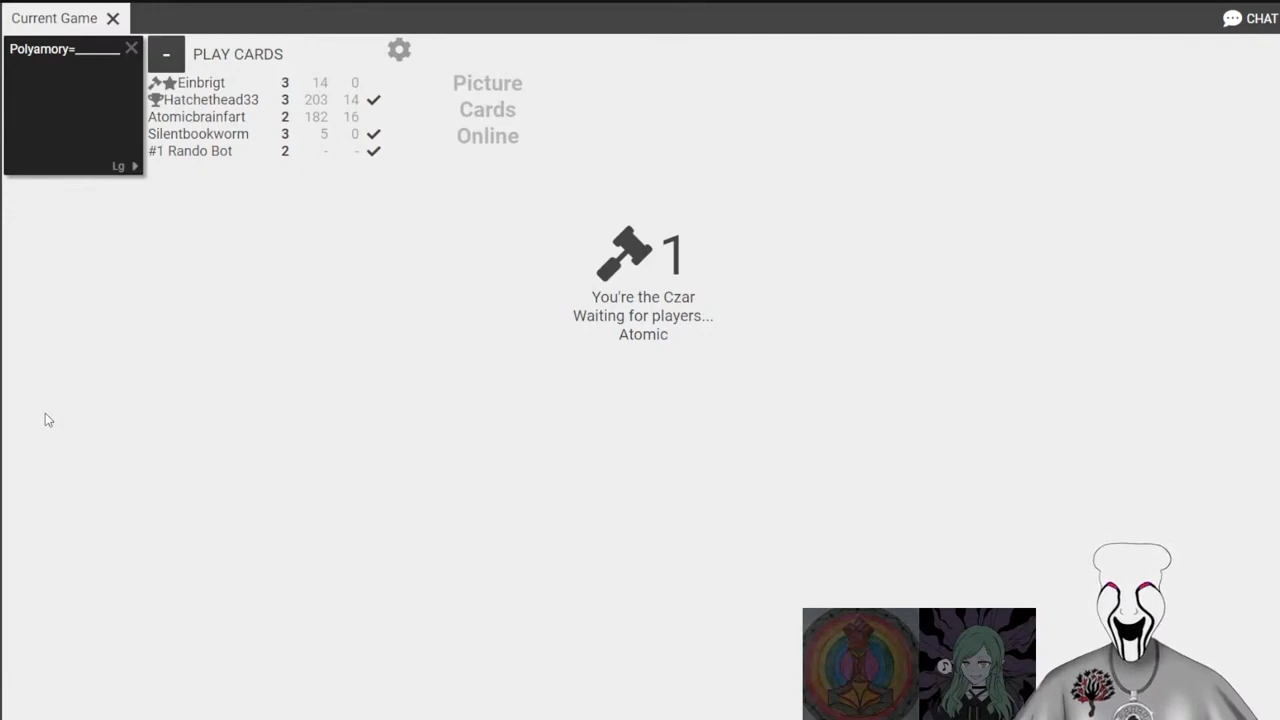 Current Game
CHAT
Polyamory=______
Lg
- PLAY CARDS
Einbrigt 3 14 0
Hatchethead33 3 203 14
Atomicbrainfart 2 182 16
Silentbookworm 3 5 0
#1 Rando Bot 2 - -
Picture
Cards
Online
1
You're the Czar
Waiting for players...
Atomic